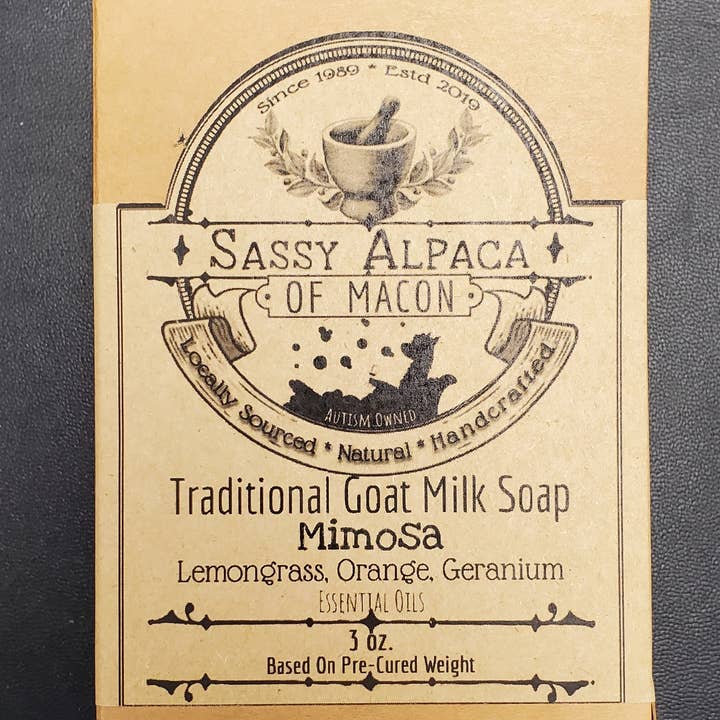 Since 1989 * Estd 2019
Sassy Alpaca
OF MACON
Autism Owned
Locally Sourced * Natural * Handcrafted
Traditional Goat Milk Soap
Mimosa
Lemongrass, Orange, Geranium
Essential Oils
3 oz.
Based On Pre-Cured Weight